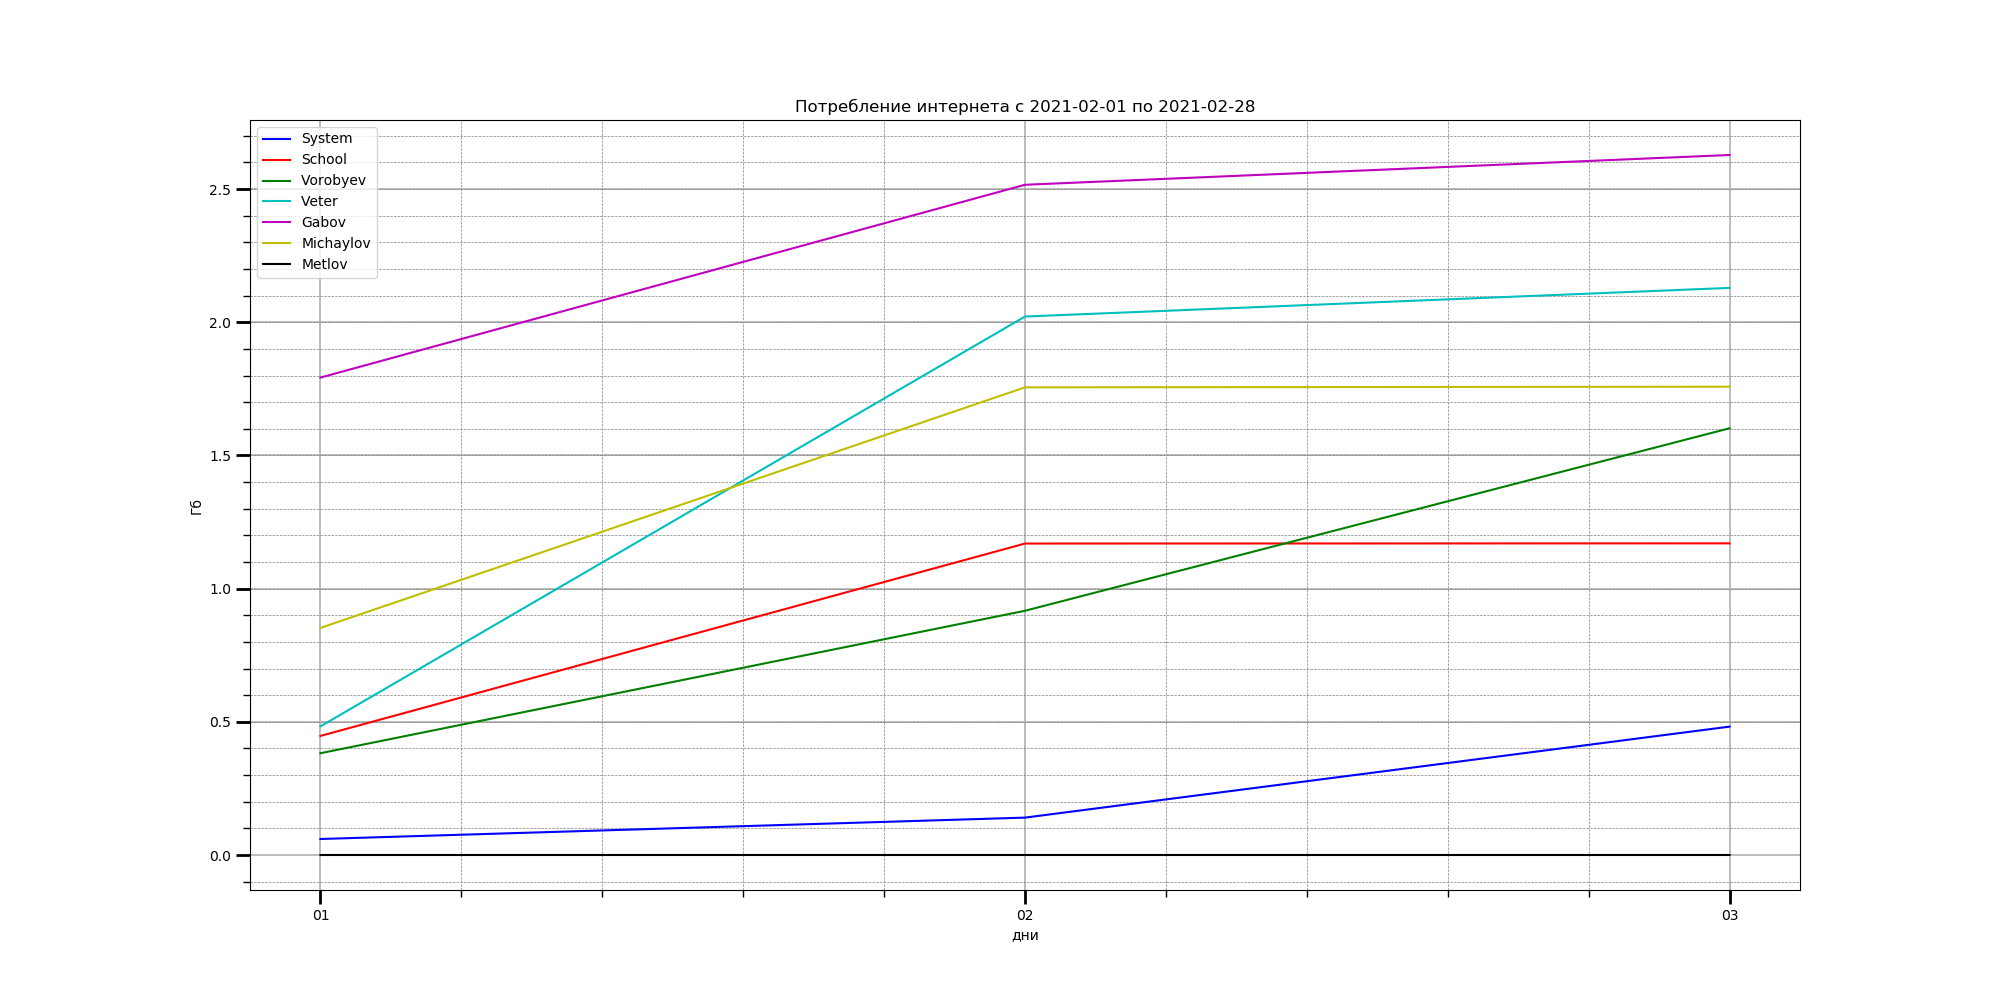 Потребление интернета с 2021-02-01 по 2021-02-28
System
School
Vorobyev
Veter
Gabov
Michaylov
Metlov
2.5
2.0
1.5
1.0
0.5
0.0
Гб
01
02
03
дни